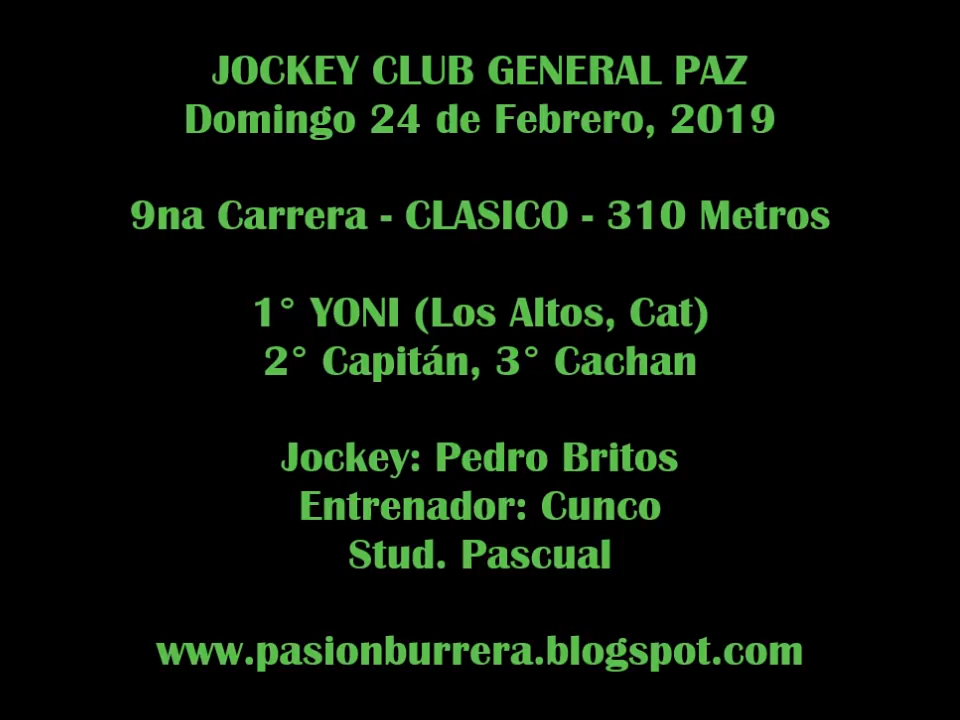 JOCKEY CLUB GENERAL PAZ
Domingo 24 de Febrero, 2019
9na Carrera - CLASICO - 310 Metros
1° YONI (Los Altos, Cat)
2° Capitán, 3° Cachan
Jockey: Pedro Britos
Entrenador: Cunco
Stud. Pascual
www.pasionburrera.blogspot.com